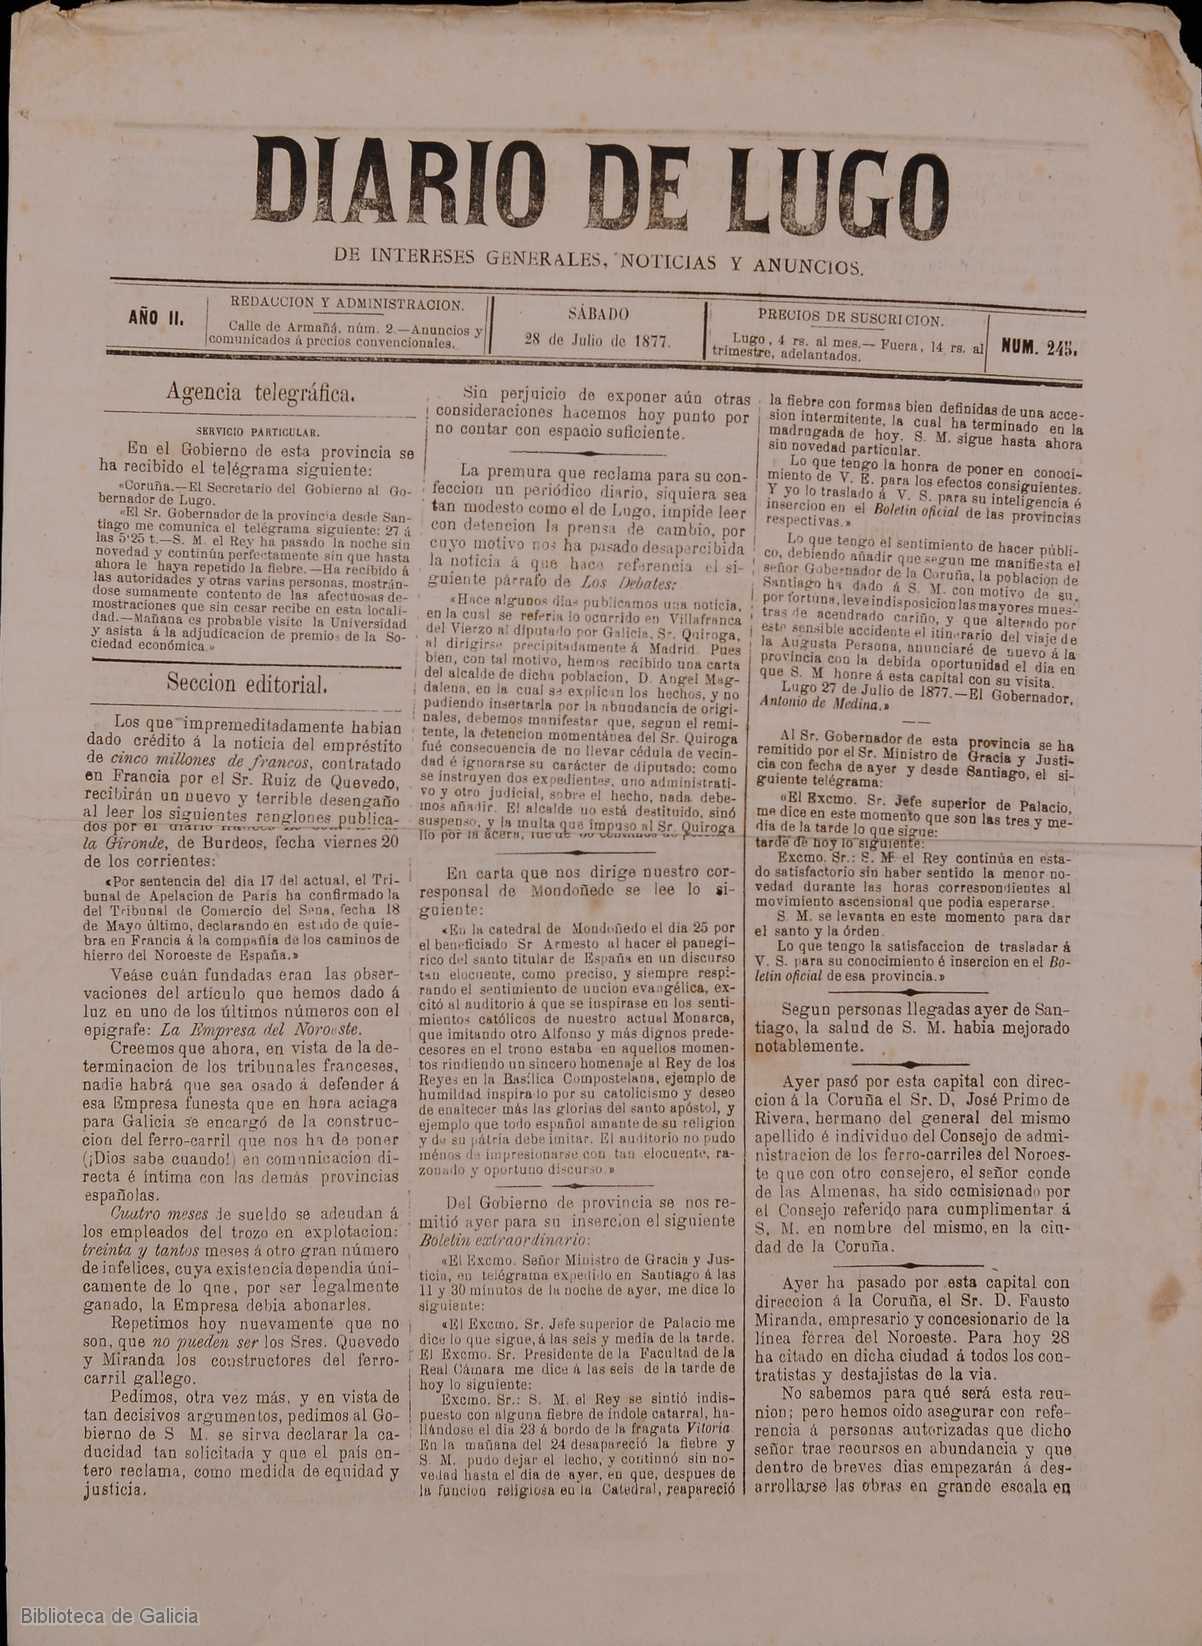 DIARIO DE LUGO
DE INTERESES GENERALES, NOTICIAS Y ANUNCIOS.
AÑO II.
REDACCION Y ADMINISTRACION.
Calle de Armañá, núm. 2.—Anuncios y
comunicados á precios convencionales.
SÁBADO
28 de Julio de 1877.
PRECIOS DE SUSCRICION.
Lugo, 4 rs. al mes.—Fuera, 14 rs. al
trimestre, adelantados.
NUM. 245.
Agencia telegráfica.
SERVICIO PARTICULAR.
En el Gobierno de esta provincia se
ha recibido el telégrama siguiente:
«Coruña.—El Secretario del Gobierno al Go-
bernador de Lugo.
«El Sr. Gobernador de la provincia desde San-
tiago me comunica el telégrama siguiente: 27 á
las 5'25 t.—S. M. el Rey ha pasado la noche sin
novedad y continúa perfectamente sin que hasta
ahora le haya repetido la fiebre.—Ha recibido á
las autoridades y otras varias personas, mostrán-
dose sumamente contento de las afectuosas de-
mostraciones que sin cesar recibe en esta locali-
dad.—Mañana es probable visite la Universidad
y asista á la adjudicacion de premios de la So-
ciedad económica.»
Seccion editorial.
Los que impremeditadamente habian
dado crédito á la noticia del empréstito
de cinco millones de francos, contratado
en Francia por el Sr. Ruiz de Quevedo,
recibirán un nuevo y terrible desengaño
al leer los siguientes renglones publica-
dos por el diario
la Gironde, de Burdeos, fecha viernes 20
de los corrientes:
«Por sentencia del dia 17 del actual, el Tri-
bunal de Apelacion de Paris ha confirmado la
del Tribunal de Comercio del Sena, fecha 18
de Mayo último, declarando en estado de quie-
bra en Francia á la compañia de los caminos de
hierro del Noroeste de España.»
Veáse cuán fundadas eran las obser-
vaciones del artículo que hemos dado á
luz en uno de los últimos números con el
epigrafe: La Empresa del Noroeste.
Creemos que ahora, en vista de la de-
terminacion de los tribunales franceses,
nadie habrá que sea osado á defender á
esa Empresa funesta que en hora aciaga
para Galicia se encargó de la construc-
cion del ferro-carril que nos ha de poner
(¡Dios sabe cuando!) en comunicacion di-
recta é íntima con las demás provincias
españolas.
Cuatro meses de sueldo se adeudan á
los empleados del trozo en explotacion:
treinta y tantos meses á otro gran número
de infelices, cuya existencia dependia úni-
camente de lo que, por ser legalmente
ganado, la Empresa debia abonarles.
Repetimos hoy nuevamente que no
son, que no pueden ser los Sres. Quevedo
y Miranda los constructores del ferro-
carril gallego.
Pedimos, otra vez más, y en vista de
tan decisivos argumentos, pedimos al Go-
bierno de S M. se sirva declarar la ca-
ducidad tan solicitada y que el país en-
tero reclama, como medida de equidad y
justicia.
Sin perjuicio de exponer aún otras
consideraciones hacemos hoy punto por
no contar con espacio suficiente.
La premura que reclama para su con-
feccion un periódico diario, siquiera sea
tan modesto como el de Lugo, impide leer
con detencion la prensa de cambio, por
cuyo motivo nos ha pasado desapercibida
la noticia á que hace referencia el si-
guiente párrafo de Los Debates:
«Hace algunos dias publicamos una noticia,
en la cual se referia lo ocurrido en Villafranca
del Vierzo al diputado por Galicia, Sr. Quiroga,
al dirigirse precipitadamente á Madrid. Pues
bien, con tal motivo, hemos recibido una carta
del alcalde de dicha poblacion, D. Angel Mag-
dalena, en la cual se explican los hechos, y no
pudiendo insertarla por la abundancia de origi-
nales, debemos manifestar que, segun el remi-
tente, la detencion momentánea del Sr. Quiroga
fué consecuencia de no llevar cédula de vecin-
dad é ignorarse su carácter de diputado; como
se instruyen dos expedientes, uno administrati-
vo y otro judicial, sobre el hecho, nada debe-
mos añadir. El alcalde no está destituido, sinó
suspenso, y la multa que impuso al Sr. Quiroga
En carta que nos dirige nuestro cor-
responsal de Mondoñedo se lee lo si-
guiente:
«En la catedral de Mondoñedo el dia 25 por
el beneficiado Sr Armesto al hacer el panegi-
rico del santo titular de España en un discurso
tan elocuente, como preciso, y siempre respi-
rando el sentimiento de uncion evangélica, ex-
citó al auditorio á que se inspirase en los senti-
mientos católicos de nuestro actual Monarca,
que imitando otro Alfonso y más dignos prede-
cesores en el trono estaba en aquellos momen-
tos rindiendo un sincero homenaje al Rey de los
Reyes en la Basílica Compostelana, ejemplo de
humildad inspirado por su catolicismo y deseo
de enaltecer más las glorias del santo apóstol, y
ejemplo que todo español amante de su religion
y de su pátria debe imitar. El auditorio no pudo
ménos de impresionarse con tan elocuente, ra-
zonado y oportuno discurso.»
Del Gobierno de provincia se nos re-
mitió ayer para su insercion el siguiente
Boletin extraordinario:
«El Excmo. Señor Ministro de Gracia y Jus-
ticia, en telégrama expedido en Santiago á las
11 y 30 minutos de la noche de ayer, me dice lo
siguiente:
«El Excmo. Sr. Jefe superior de Palacio me
dice lo que sigue, á las seis y media de la tarde.
El Excmo. Sr. Presidente de la Facultad de la
Real Cámara me dice á las seis de la tarde de
hoy lo siguiente:
Excmo. Sr.: S. M. el Rey se sintió indis-
puesto con alguna fiebre de indole catarral, ha-
llándose el dia 23 á bordo de la fragata Vitoria
En la mañana del 24 desapareció la fiebre y
S. M. pudo dejar el lecho, y continuó sin no-
vedad hasta el dia de ayer, en que, despues de
la funcion religiosa en la Catedral, reapareció
la fiebre con formas bien definidas de una acce-
sion intermitente, la cual ha terminado en la
madrugada de hoy. S. M. sigue hasta ahora
sin novedad particular.
Lo que tengo la honra de poner en conoci-
miento de V. E. para los efectos consiguientes.
Y yo lo traslado á V. S. para su inteligencia é
insercion en el Boletin oficial de las provincias
respectivas.»
Lo que tengo el sentimiento de hacer públi-
co, debiendo añadir que segun me manifiesta el
señor Gobernador de la Coruña, la poblacion de
Santiago ha dado á S. M. con motivo de su,
por fortuna, leve indisposicion las mayores mues-
tras de acendrado cariño, y que alterado por
este sensible accidente el itinerario del viaje de
la Augusta Persona, anunciaré de nuevo á la
provincia con la debida oportunidad el dia en
que S. M honre á esta capital con su visita.
Lugo 27 de Julio de 1877.—El Gobernador,
Antonio de Medina.»
Al Sr. Gobernador de esta provincia se ha
remitido por el Sr. Ministro de Gracia y Justi-
cia con fecha de ayer y desde Santiago, el si-
guiente telégrama:
«El Excmo. Sr. Jefe superior de Palacio,
me dice en este momento que son las tres y me-
dia de la tarde lo que sigue:
tarde de hoy lo siguiente:
Excmo. Sr.: S. M. el Rey continúa en esta-
do satisfactorio sin haber sentido la menor no-
vedad durante las horas correspondientes al
movimiento ascensional que podia esperarse.
S. M. se levanta en este momento para dar
el santo y la órden.
Lo que tengo la satisfaccion de trasladar á
V. S. para su conocimiento é insercion en el Bo-
letin oficial de esa provincia.»
Segun personas llegadas ayer de San-
tiago, la salud de S. M. habia mejorado
notablemente.
Ayer pasó por esta capital con direc-
cion á la Coruña el Sr. D, José Primo de
Rivera, hermano del general del mismo
apellido é individuo del Consejo de admi-
nistracion de los ferro-carriles del Noroes-
te que con otro consejero, el señor conde
de las Almenas, ha sido comisionado por
el Consejo referido para cumplimentar á
S. M. en nombre del mismo, en la ciu-
dad de la Coruña.
Ayer ha pasado por esta capital con
direccion á la Coruña, el Sr. D. Fausto
Miranda, empresario y concesionario de la
línea férrea del Noroeste. Para hoy 28
ha citado en dicha ciudad á todos los con-
tratistas y destajistas de la via.
No sabemos para qué será esta reu-
nion; pero hemos oido asegurar con refe-
rencia á personas autorizadas que dicho
señor trae recursos en abundancia y que
dentro de breves dias empezarán á des-
arrollarse las obras en grande escala en
Biblioteca de Galicia